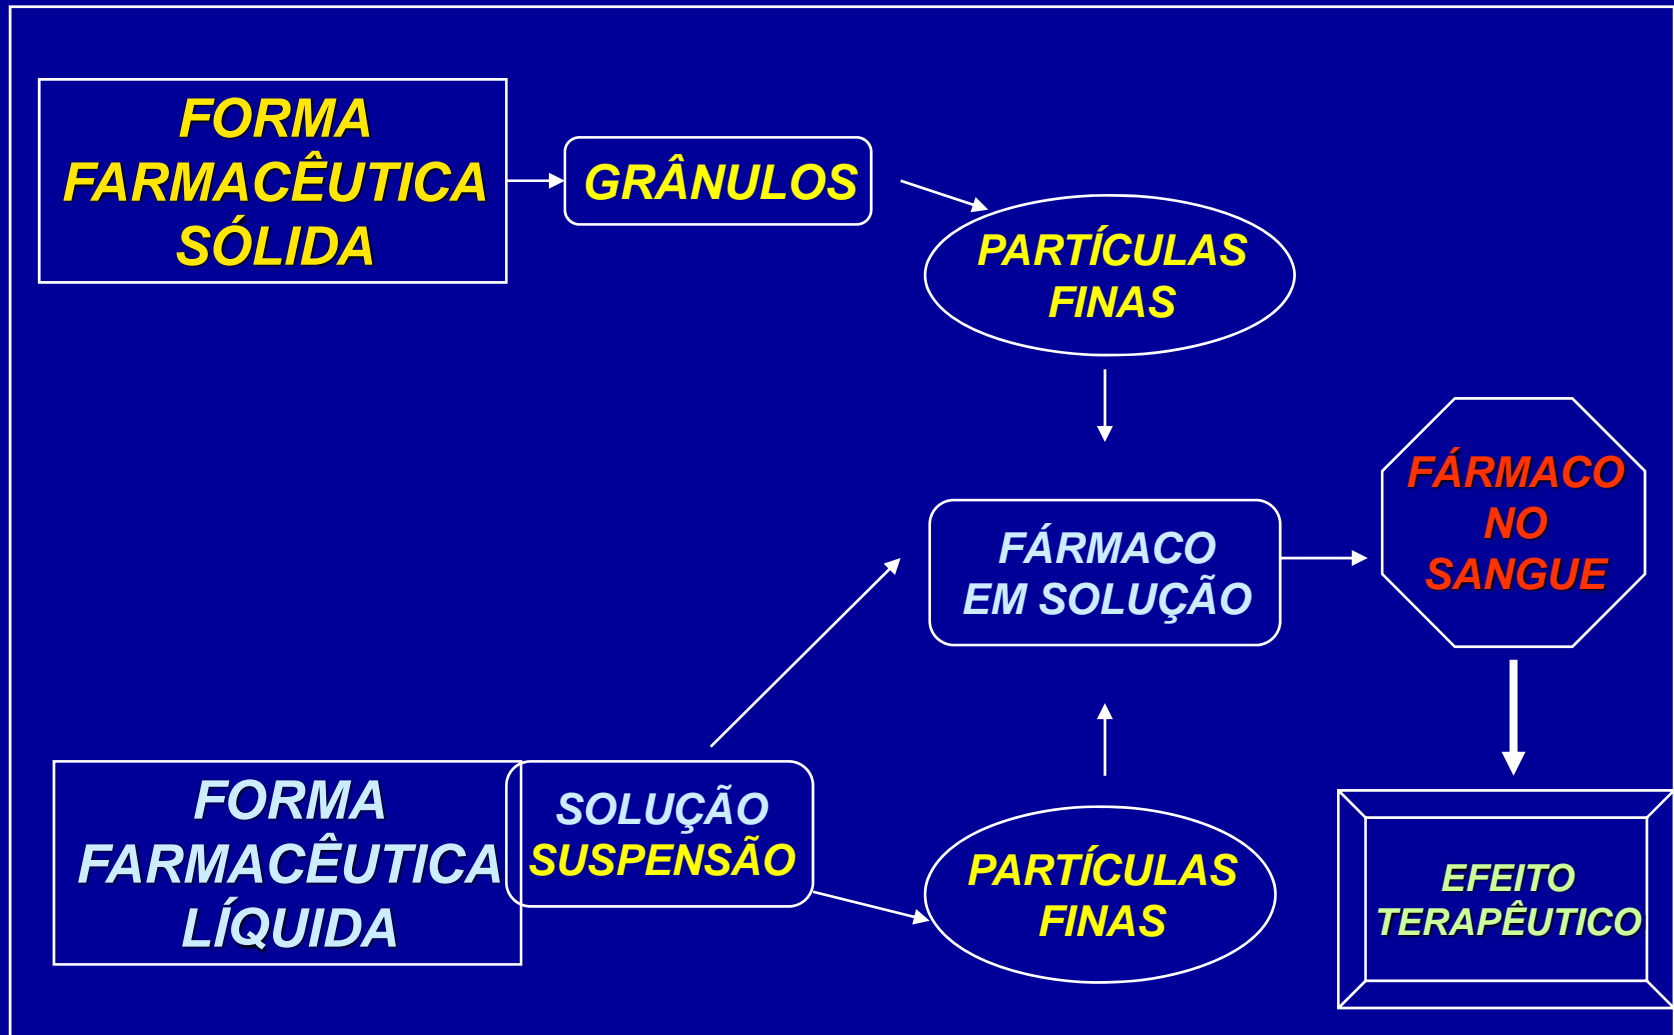 FORMA
FARMACÊUTICA
SÓLIDA
GRÂNULOS
PARTÍCULAS
FINAS
FÁRMACO
EM SOLUÇÃO
FÁRMACO
NO
SANGUE
FORMA
FARMACÊUTICA
LÍQUIDA
SOLUÇÃO
SUSPENSÃO
PARTÍCULAS
FINAS
EFEITO
TERAPÊUTICO